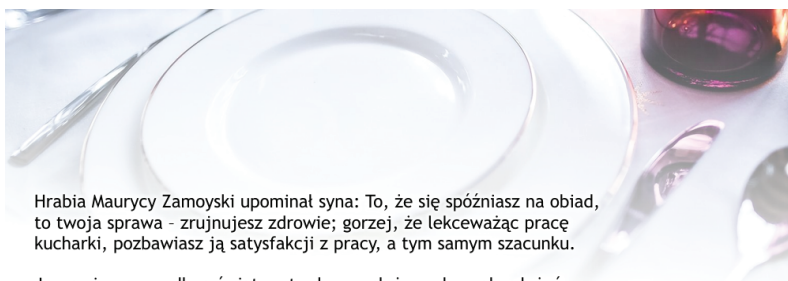 Hrabia Maurycy Zamoyski upominał syna: To, że się spóźniasz na obiad,
to twoja sprawa – zrujnujesz zdrowie; gorzej, że lekceważąc pracę
kucharki, pozbawiasz ją satysfakcji z pracy, a tym samym szacunku.